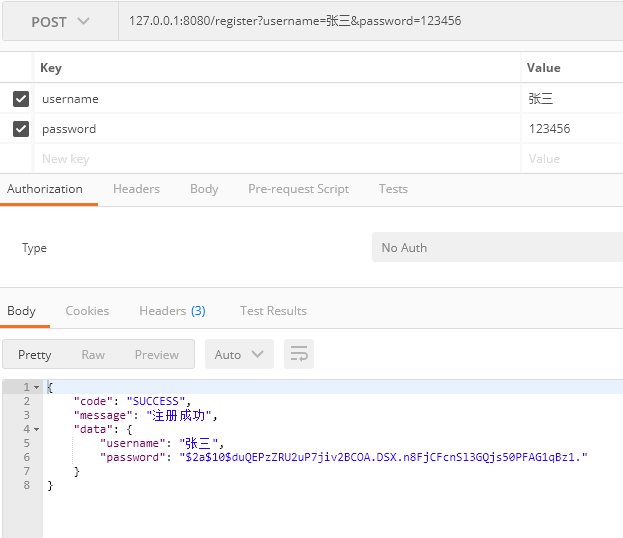 POST 127.0.0.1:8080/register?username=张三&password=123456
Key Value
username 张三
password 123456
New key Value
Authorization Headers Body Pre-request Script Tests
Type No Auth
Body Cookies Headers (3) Test Results
Pretty Raw Preview Auto
1 {
2 "code": "SUCCESS",
3 "message": "注册成功",
4 "data": {
5 "username": "张三",
6 "password": "$2a$10$duQEPzZRU2uP7jiv2BCOA.DSX.n8FjCFcnSl3GQjs50PFAG1qBz1."
7 }
8 }